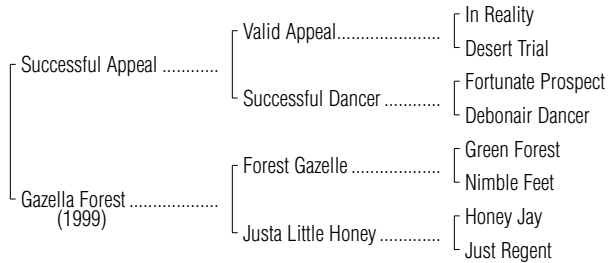 In Reality
Valid Appeal.................
Desert Trial
Successful Appeal ............
Fortunate Prospect
Successful Dancer ............
Debonair Dancer
Green Forest
Forest Gazelle ...................
Nimble Feet
Gazella Forest ...................
(1999)
Honey Jay
Justa Little Honey .............
Just Regent